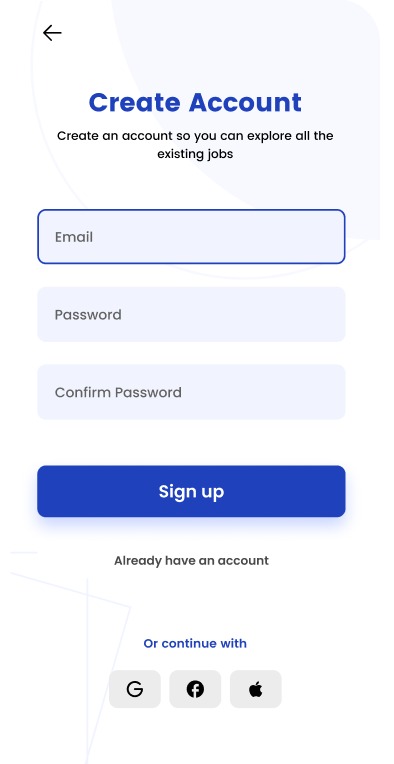 Create Account
Create an account so you can explore all the
existing jobs
Email
Password
Confirm Password
Sign up
Already have an account
Or continue with